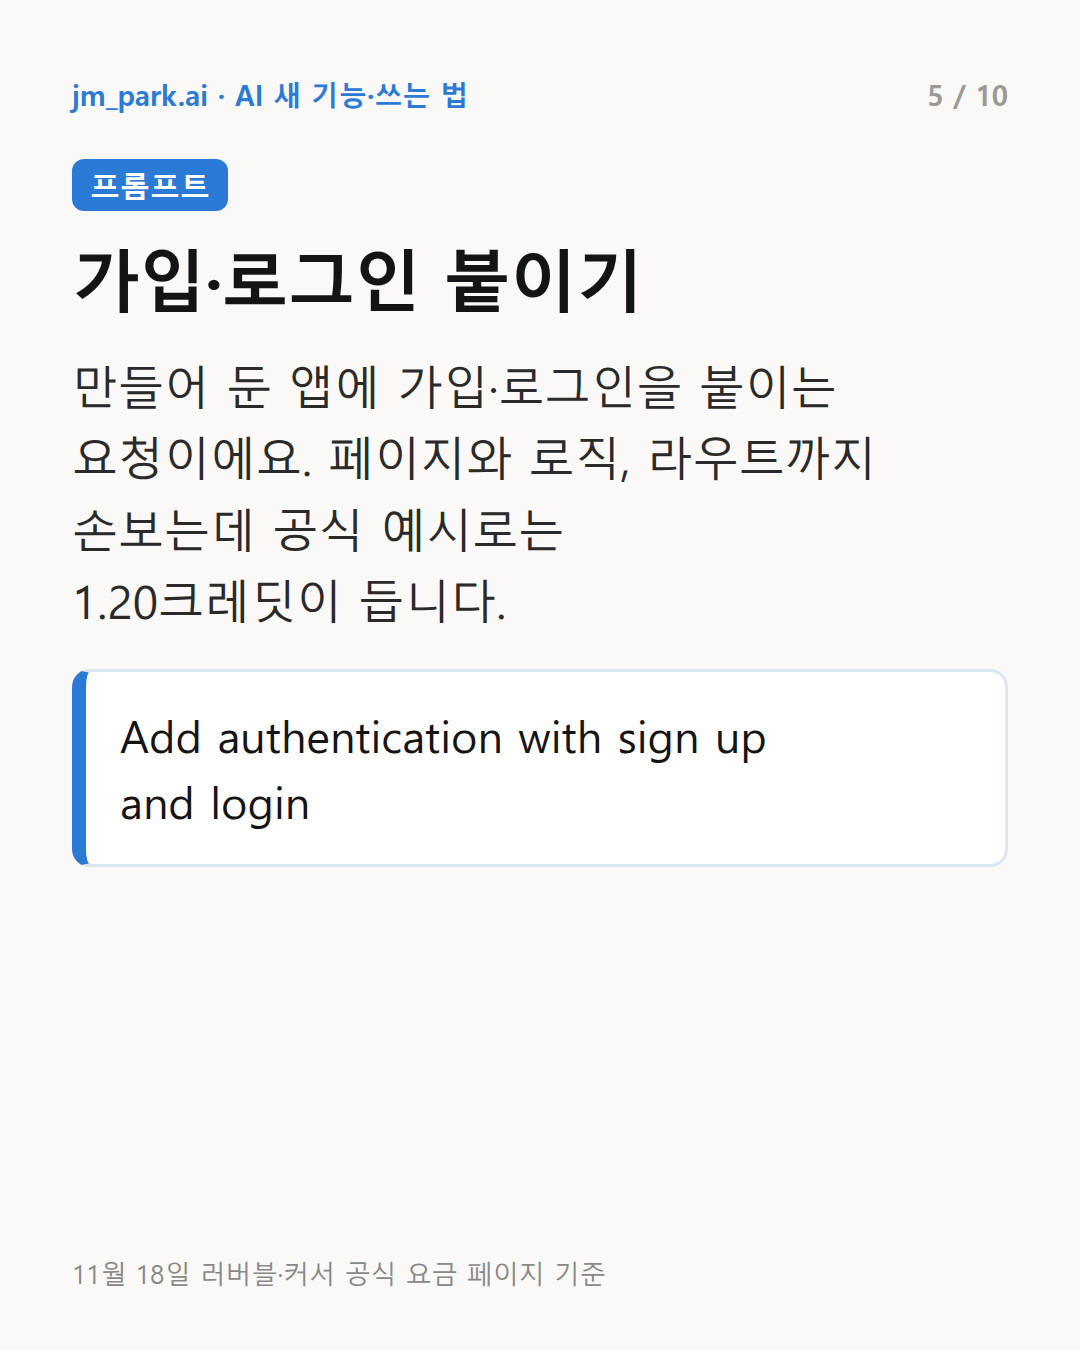 jm_park.ai · AI 새 기능·쓰는 법
5 / 10
프롬프트
가입·로그인 붙이기
만들어 둔 앱에 가입·로그인을 붙이는
요청이에요. 페이지와 로직, 라우트까지
손보는데 공식 예시로는
1.20크레딧이 듭니다.
Add authentication with sign up
and login
11월 18일 러버블·커서 공식 요금 페이지 기준